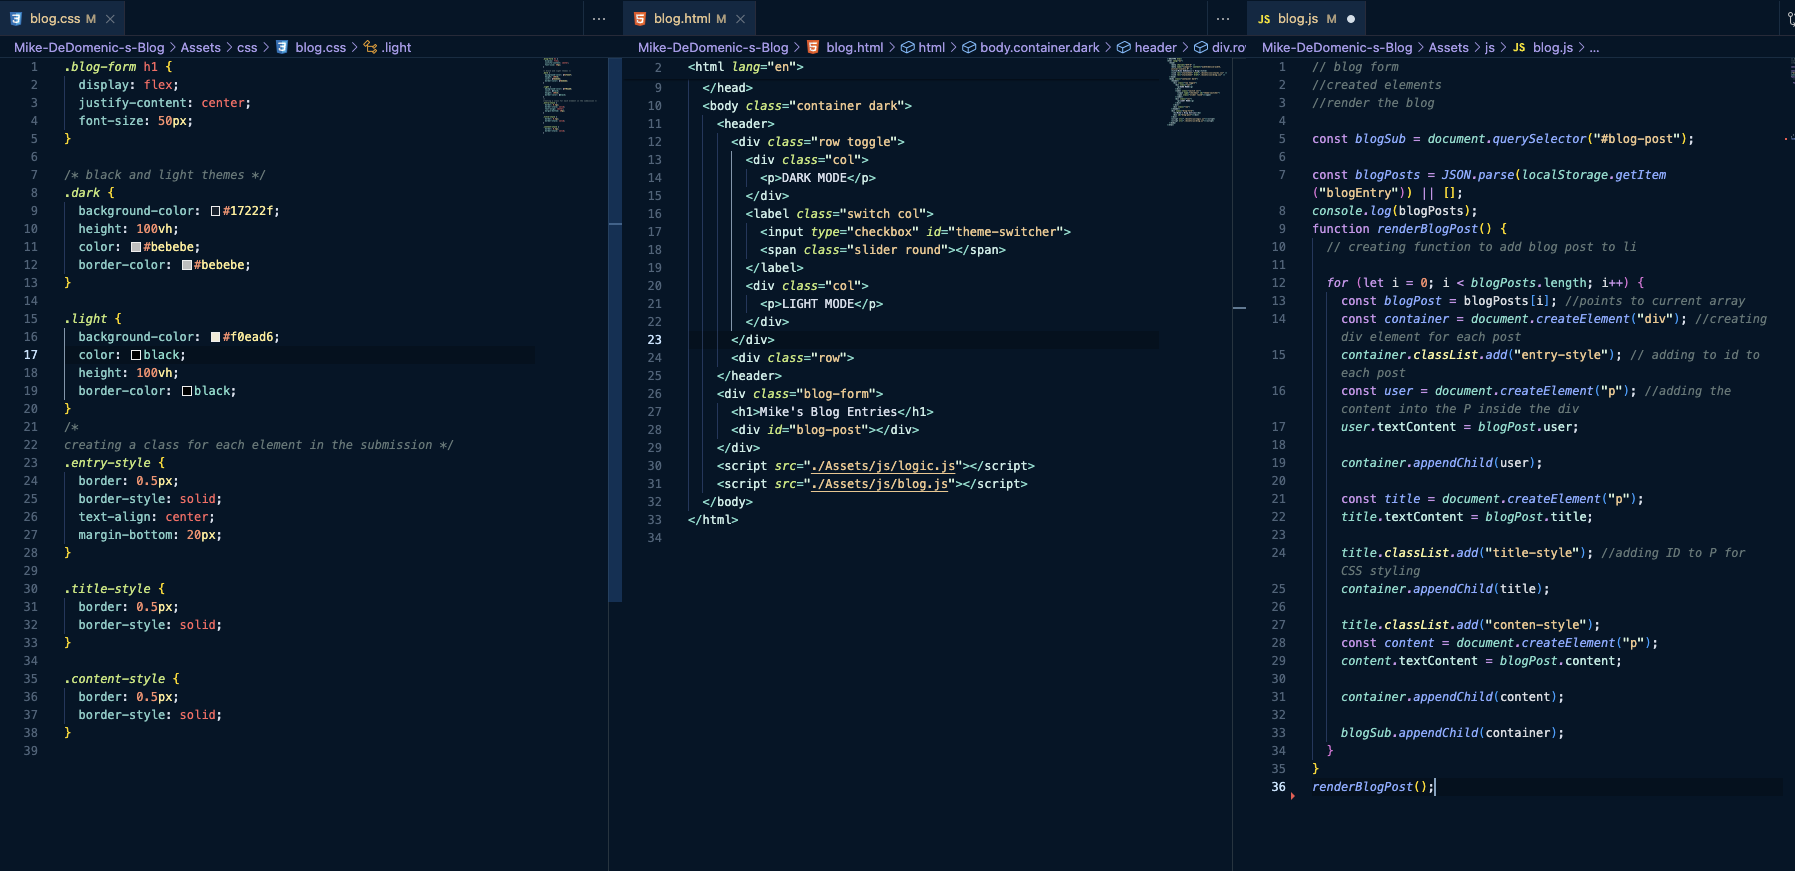 blog.css M
Mike-DeDomenic-s-Blog > Assets > css > blog.css > .light
1 .blog-form h1 {
2 display: flex;
3 justify-content: center;
4 font-size: 50px;
5 }
6
7 /* black and light themes */
8 .dark {
9 background-color: #17222f;
10 height: 100vh;
11 color: #bebebe;
12 border-color: #bebebe;
13 }
14
15 .light {
16 background-color: #f0ead6;
17 color: black;
18 height: 100vh;
19 border-color: black;
20 }
21 /*
22 creating a class for each element in the submission */
23 .entry-style {
24 border: 0.5px;
25 border-style: solid;
26 text-align: center;
27 margin-bottom: 20px;
28 }
29
30 .title-style {
31 border: 0.5px;
32 border-style: solid;
33 }
34
35 .content-style {
36 border: 0.5px;
37 border-style: solid;
38 }
39
blog.html M
Mike-DeDomenic-s-Blog > blog.html > html > body.container.dark > header > div.ro
2 <html lang="en">
9 </head>
10 <body class="container dark">
11 <header>
12 <div class="row toggle">
13 <div class="col">
14 <p>DARK MODE</p>
15 </div>
16 <label class="switch col">
17 <input type="checkbox" id="theme-switcher">
18 <span class="slider round"></span>
19 </label>
20 <div class="col">
21 <p>LIGHT MODE</p>
22 </div>
23 </div>
24 <div class="row">
25 </header>
26 <div class="blog-form">
27 <h1>Mike's Blog Entries</h1>
28 <div id="blog-post"></div>
29 </div>
30 <script src="./Assets/js/logic.js"></script>
31 <script src="./Assets/js/blog.js"></script>
32 </body>
33 </html>
34
JS blog.js M
Mike-DeDomenic-s-Blog > Assets > js > JS blog.js > ...
1 // blog form
2 //created elements
3 //render the blog
4
5 const blogSub = document.querySelector("#blog-post");
6
7 const blogPosts = JSON.parse(localStorage.getItem
("blogEntry")) || [];
8 console.log(blogPosts);
9 function renderBlogPost() {
10 // creating function to add blog post to li
11
12 for (let i = 0; i < blogPosts.length; i++) {
13 const blogPost = blogPosts[i]; //points to current array
14 const container = document.createElement("div"); //creating
div element for each post
15 container.classList.add("entry-style"); // adding to id to
each post
16 const user = document.createElement("p"); //adding the
content into the P inside the div
17 user.textContent = blogPost.user;
18
19 container.appendChild(user);
20
21 const title = document.createElement("p");
22 title.textContent = blogPost.title;
23
24 title.classList.add("title-style"); //adding ID to P for
CSS styling
25 container.appendChild(title);
26
27 title.classList.add("conten-style");
28 const content = document.createElement("p");
29 content.textContent = blogPost.content;
30
31 container.appendChild(content);
32
33 blogSub.appendChild(container);
34 }
35 }
36 renderBlogPost();